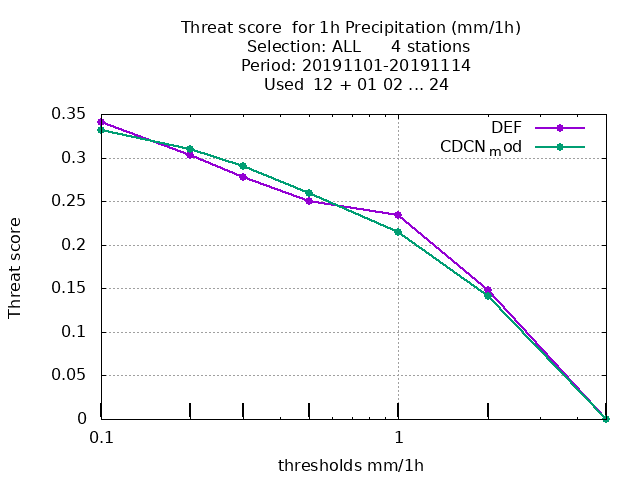 Threat score  for 1h Precipitation (mm/1h)
Selection: ALL      4 stations
Period: 20191101-20191114
Used  12 + 01 02 ... 24
DEF
CDCN_mod
0.35
0.3
0.25
0.2
0.15
0.1
0.05
0
Threat score
0.1
1
thresholds mm/1h